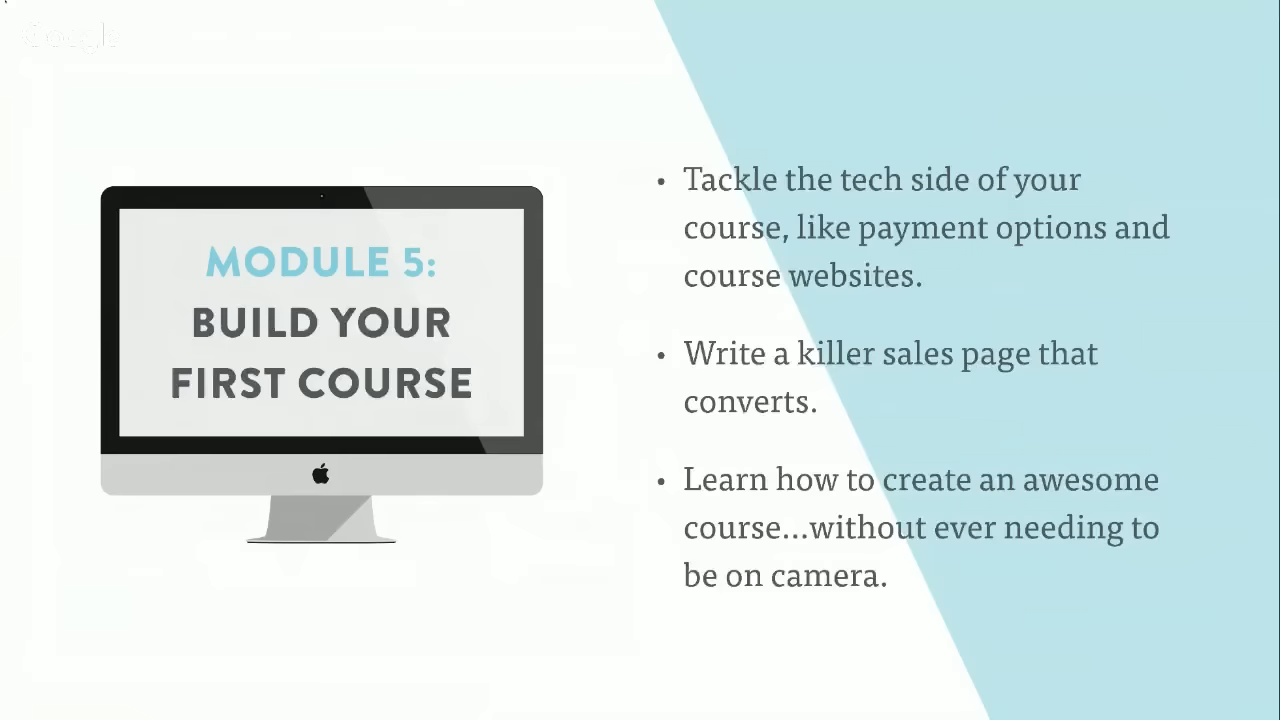 MODULE 5:
BUILD YOUR
FIRST COURSE
• Tackle the tech side of your
course, like payment options and
course websites.
• Write a killer sales page that
converts.
• Learn how to create an awesome
course...without ever needing to
be on camera.